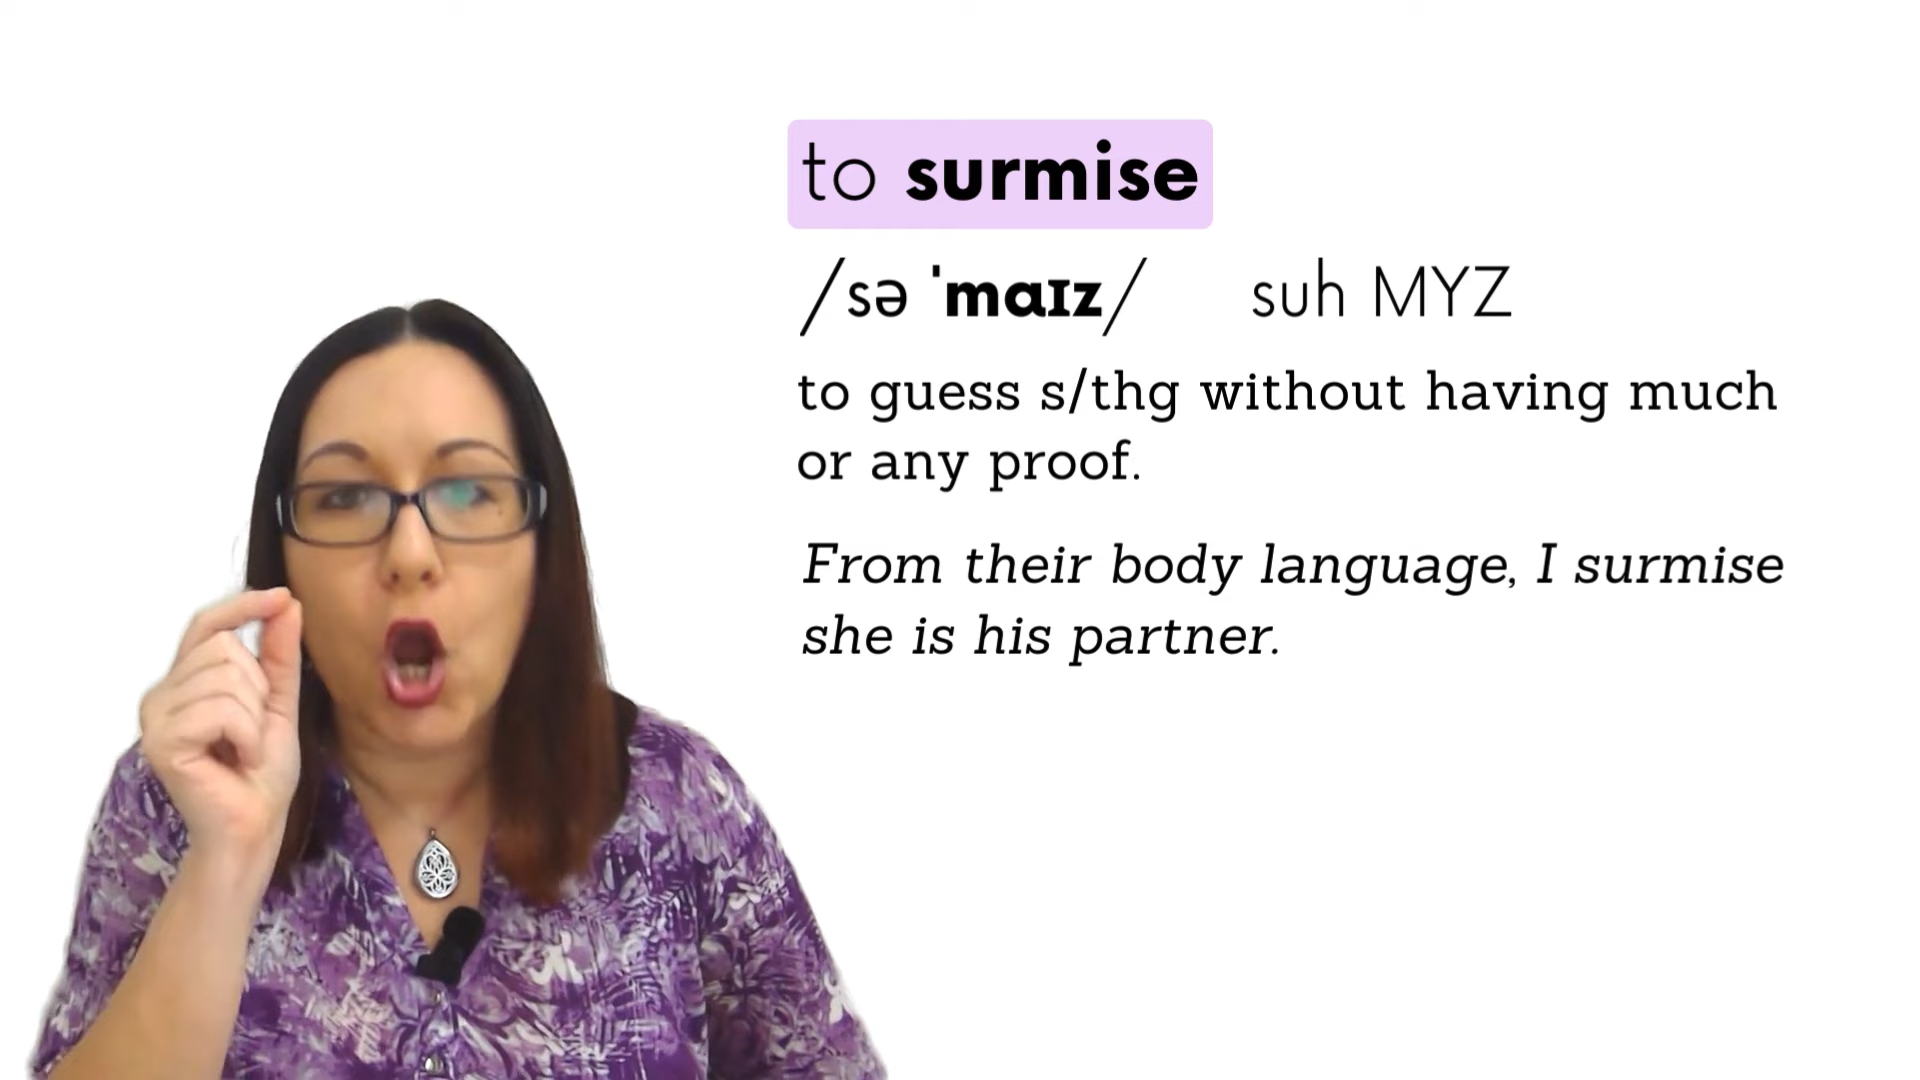 to surmise
/sə ˈmaɪz/ suh MYZ
to guess s/thg without having much
or any proof.
From their body language, I surmise
she is his partner.